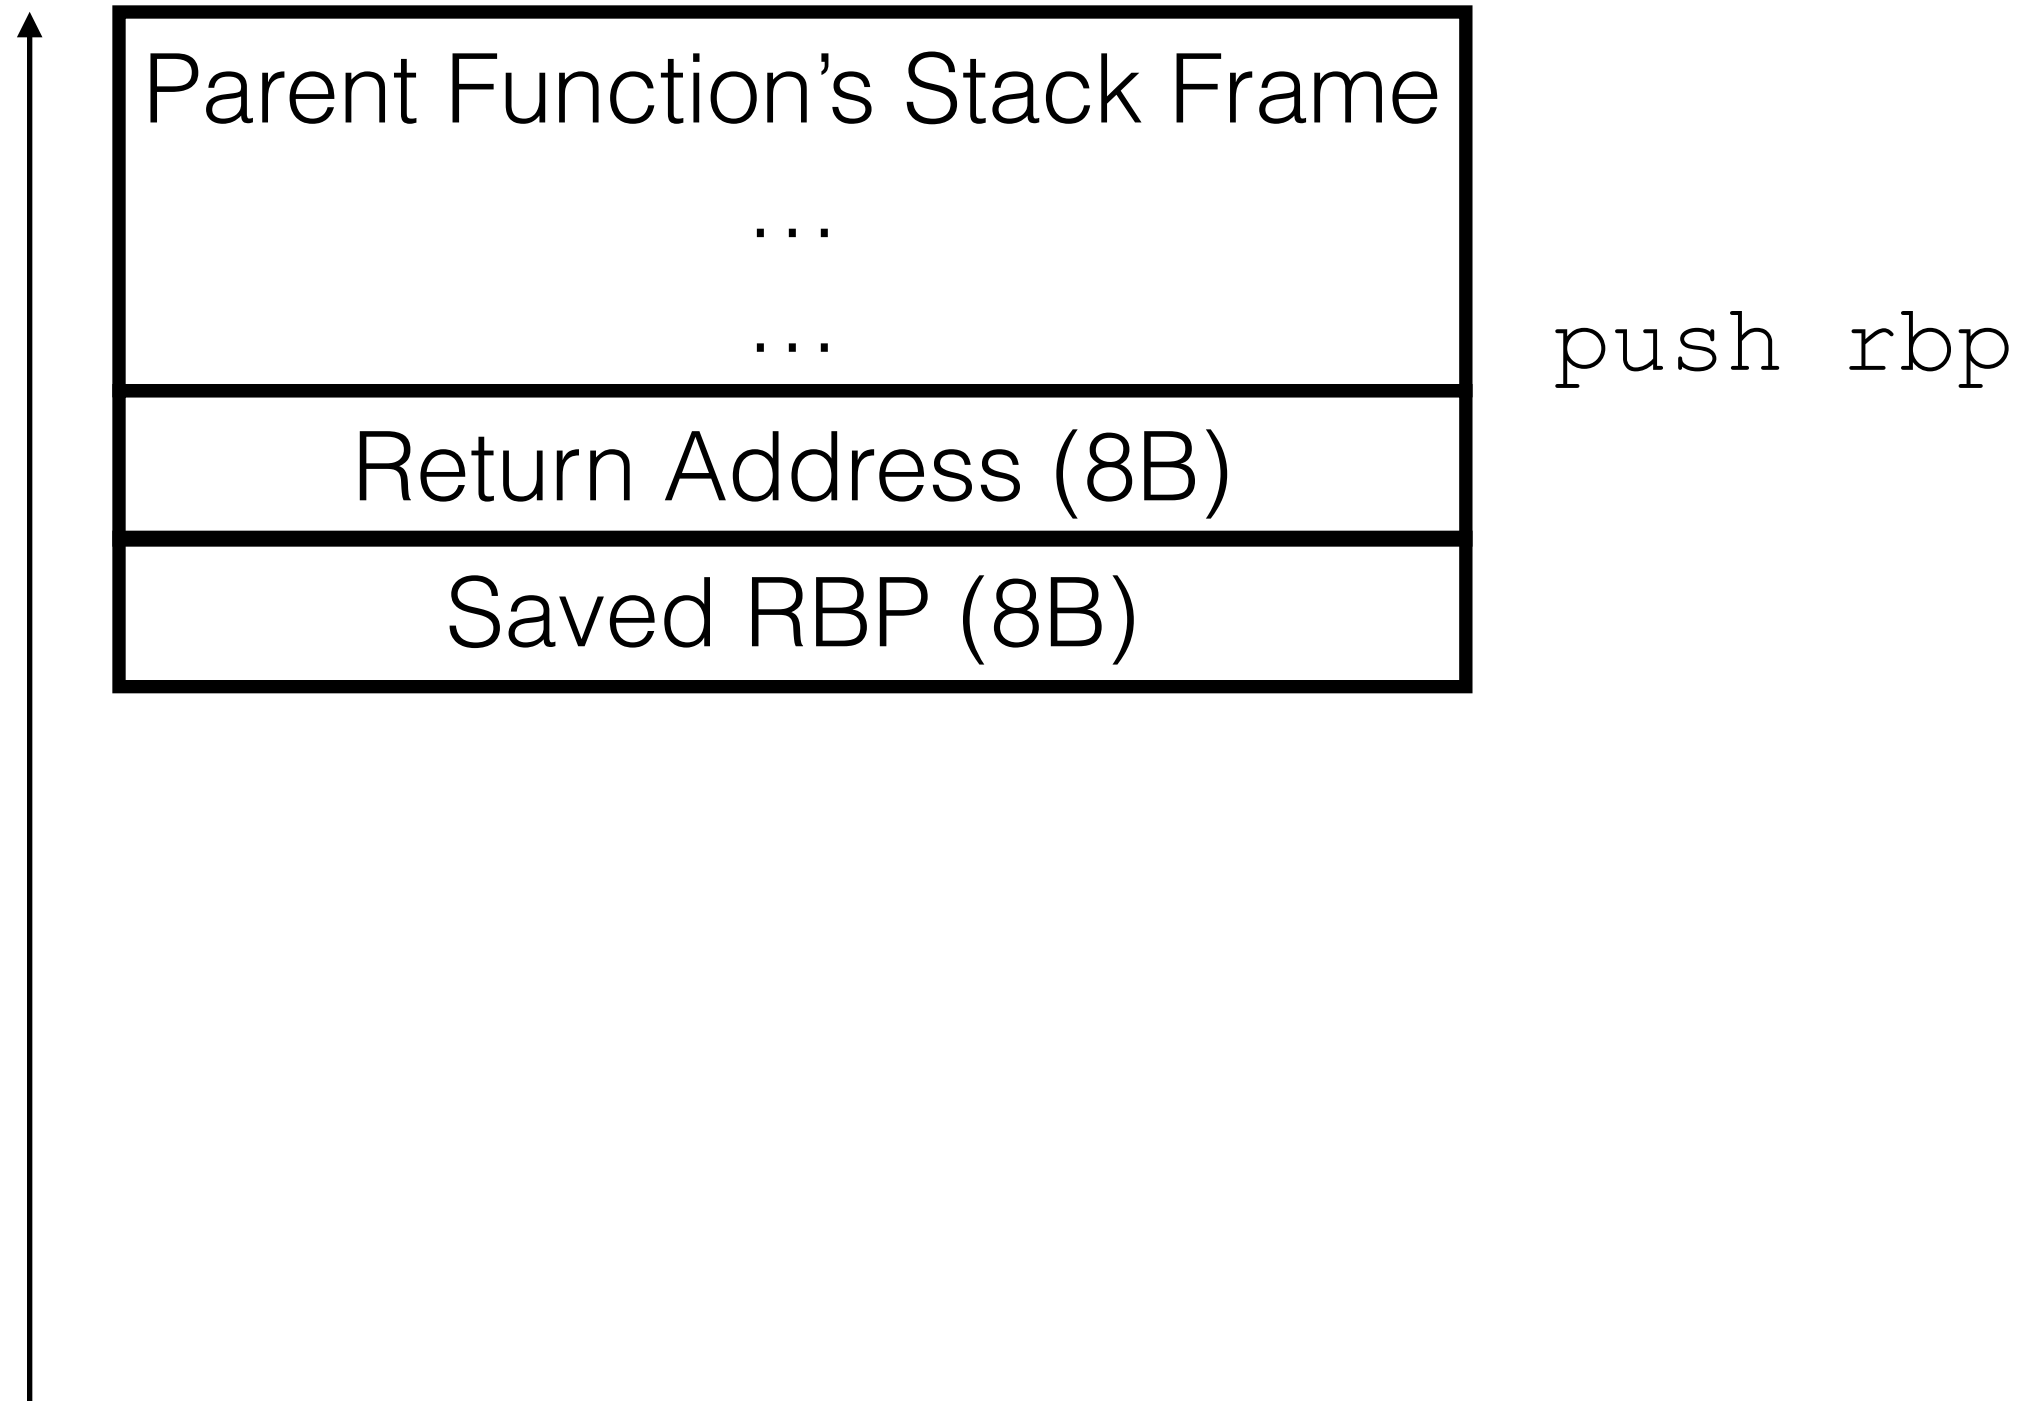 Parent Function’s Stack Frame
…
…
push rbp
Return Address (8B)
Saved RBP (8B)